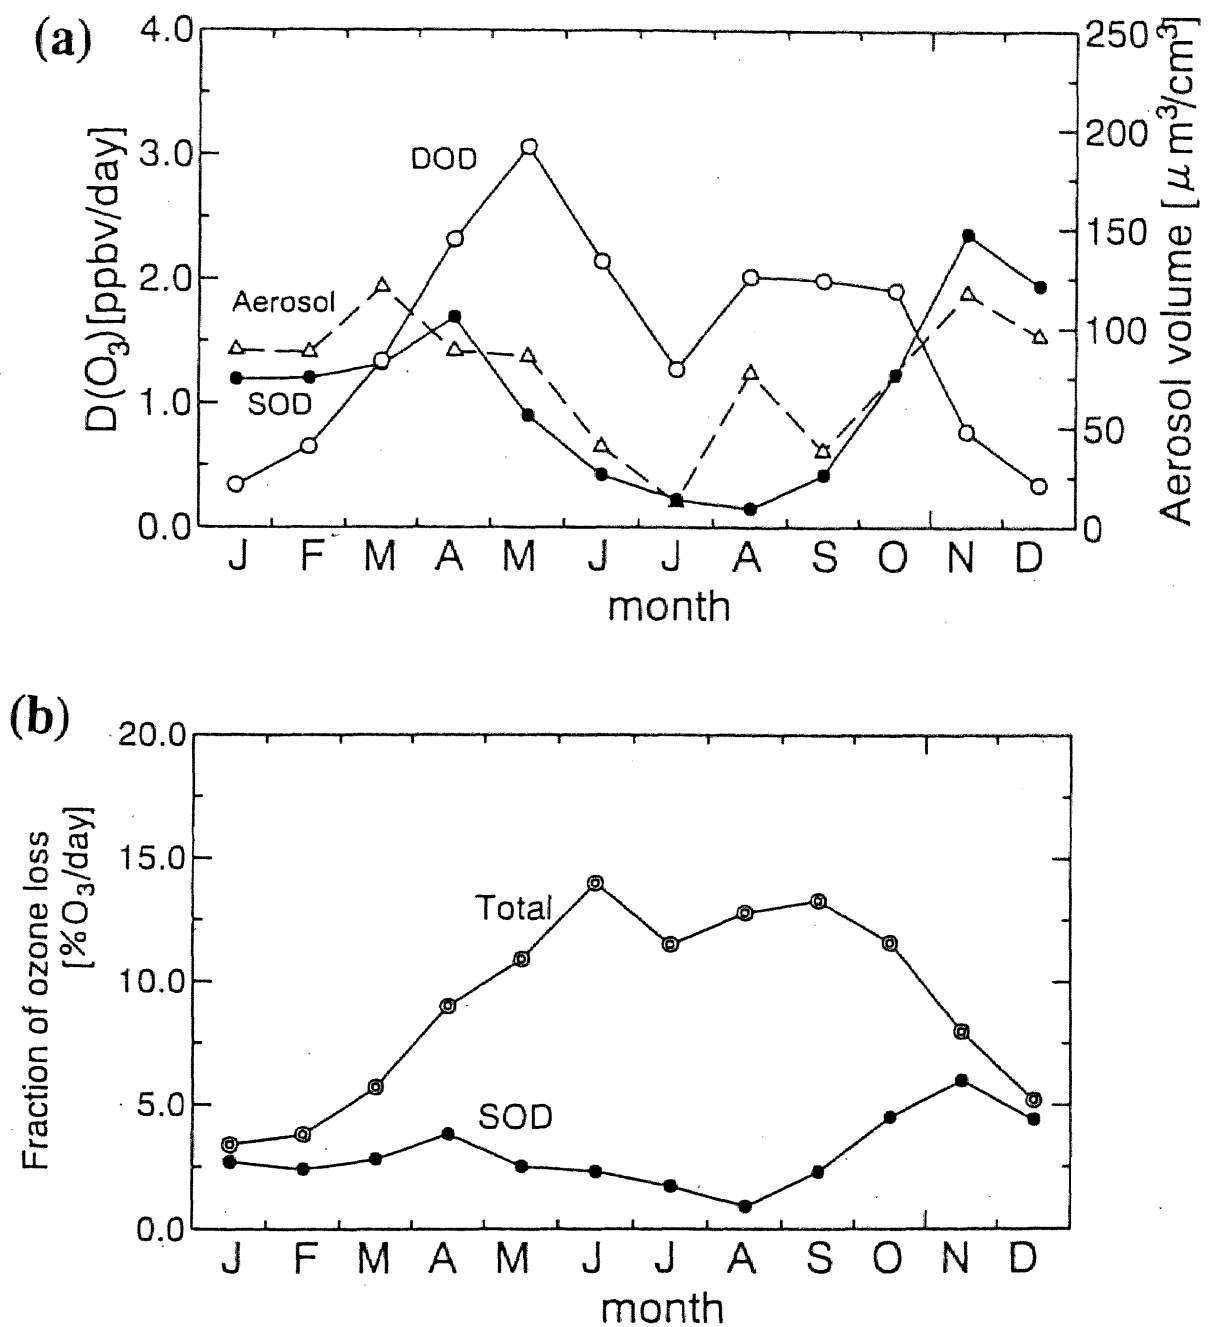 (a)
4.0
3.0
2.0
1.0
0.0
D(O3)[ppbv/day]
250
200
150
100
50
0
Aerosol volume [μm³/cm³]
DOD
Aerosol
SOD
J F M A M J J A S O N D
month
(b)
20.0
15.0
10.0
5.0
0.0
Fraction of ozone loss
[%O3/day]
Total
SOD
J F M A M J J A S O N D
month